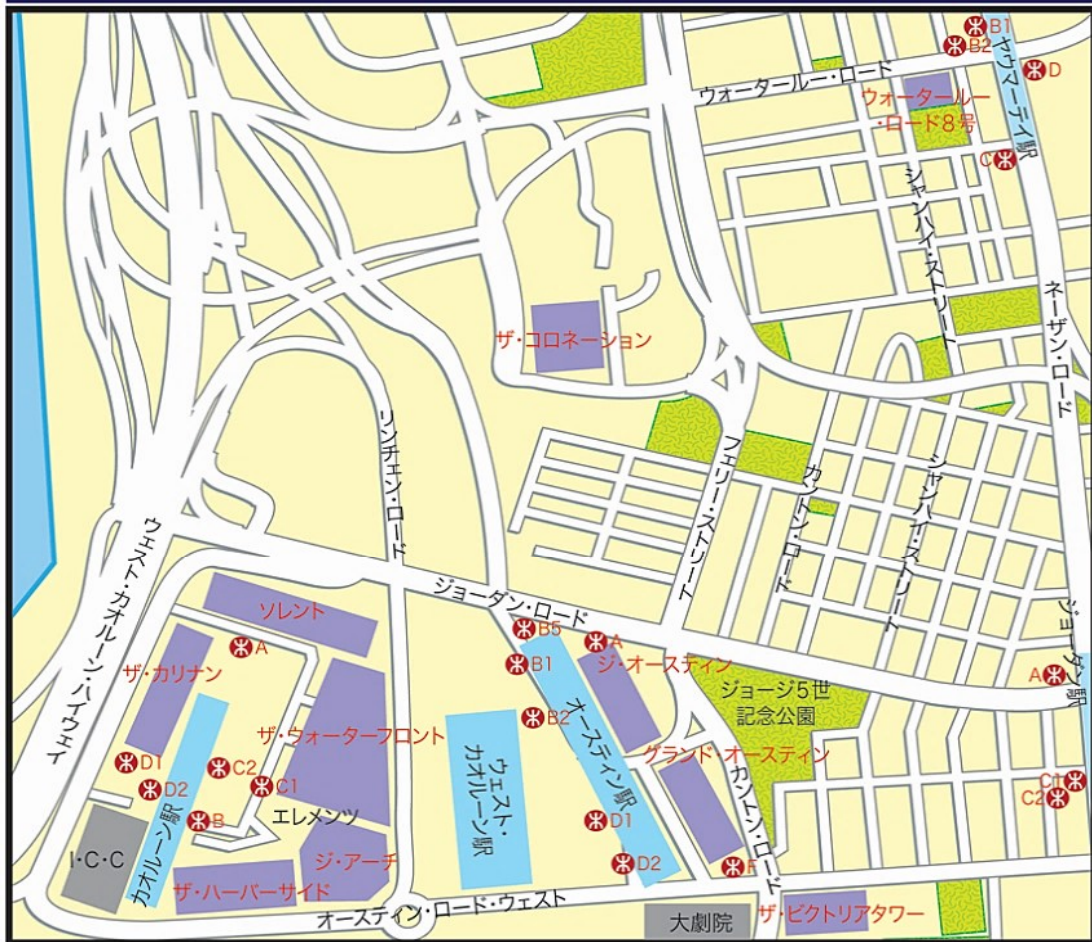 B1
B2
ヤウマーテイ駅
D
ウォータールー・ロード
ウォータールー
・ロード8号
C
シャンハイ・ストリート
ネーザン・ロード
ザ・コロネーション
リンチェン・ロード
フェリー・ストリート
カントン・ロード
シャンハイ・ストリート
ウェスト・カオルーン・ハイウェイ
ジョーダン・ロード
ジョーダン駅
ソレント
A
ザ・カリナン
B5
A
B1
ジ・オースティン
ジョージ5世
記念公園
A
B2
ザ・ウォーターフロント
ウェスト・
カオルーン駅
オースティン駅
グランド・オースティン
カントン・ロード
D1
C2
D2
C1
C1
C2
エレメンツ
B
D1
カオルーン駅
I・C・C
ジ・アーチ
D2
F
ザ・ハーバーサイド
オースティン・ロード・ウェスト
大劇院
ザ・ビクトリアタワー